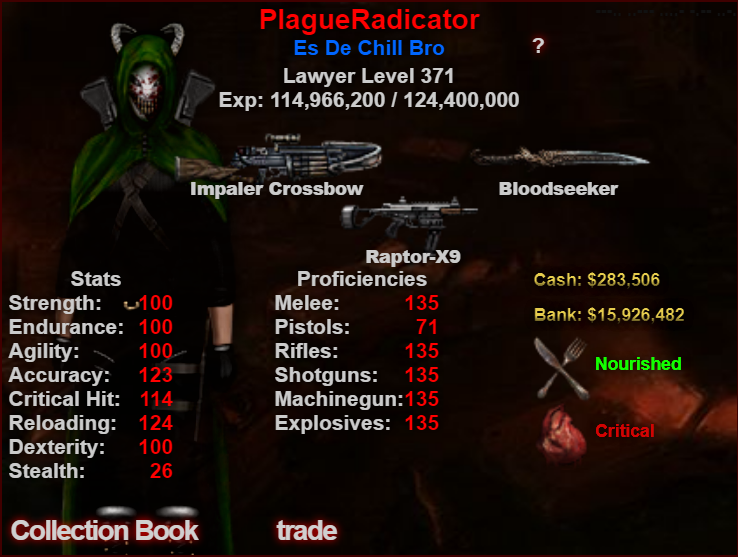 PlagueRadicator
Es De Chill Bro
?
Lawyer Level 371
Exp: 114,966,200 / 124,400,000
Impaler Crossbow
Bloodseeker
Raptor-X9
Stats
Strength: 100
Endurance: 100
Agility: 100
Accuracy: 123
Critical Hit: 114
Reloading: 124
Dexterity: 100
Stealth: 26
Proficiencies
Melee: 135
Pistols: 71
Rifles: 135
Shotguns: 135
Machinegun: 135
Explosives: 135
Cash: $283,506
Bank: $15,926,482
Nourished
Critical
Collection Book
trade